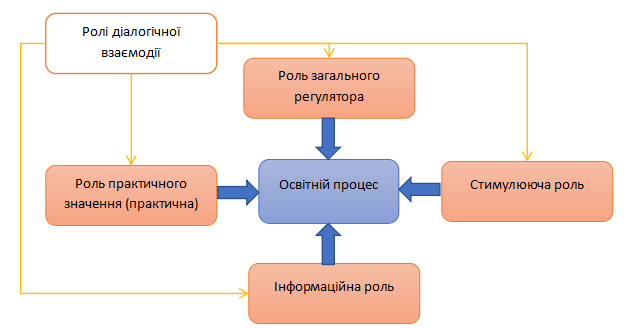 Ролі діалогічної
взаємодії
Роль загального
регулятора
Роль практичного
значення (практична)
Освітній процес
Стимулююча роль
Інформаційна роль